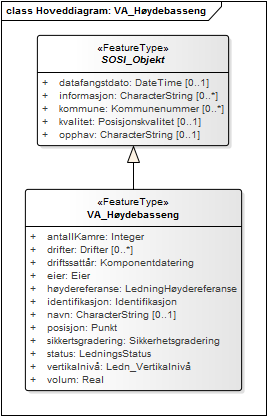 class Hoveddiagram: VA_Høydebasseng
«FeatureType»
SOSI_Objekt
+ datafangstdato: DateTime [0..1]
+ informasjon: CharacterString [0..*]
+ kommune: Kommunenummer [0..*]
+ kvalitet: Posisjonskvalitet [0..1]
+ opphav: CharacterString [0..1]
«FeatureType»
VA_Høydebasseng
+ antallKamre: Integer
+ drifter: Drifter [0..*]
+ driftssattår: Komponentdatering
+ eier: Eier
+ høydereferanse: LedningHøydereferanse
+ identifikasjon: Identifikasjon
+ navn: CharacterString [0..1]
+ posisjon: Punkt
+ sikkertsgradering: Sikkerhetsgradering
+ status: LedningsStatus
+ vertikalnivå: Ledn_Vertikalnivå
+ volum: Real